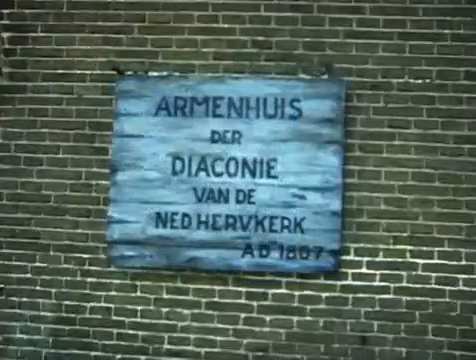 ARMENHUIS
DER
DIACONIE
VAN DE
NED HERV. KERK
A D 1807